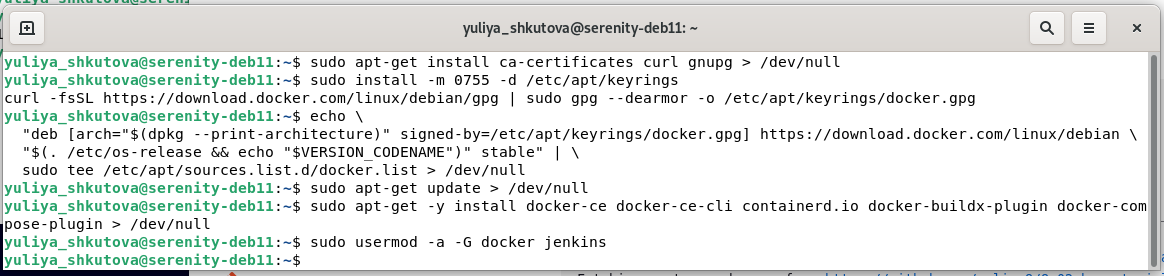 yuliya_shkutova@serenity-deb11: ~
yuliya_shkutova@serenity-deb11:~$ sudo apt-get install ca-certificates curl gnupg > /dev/null
yuliya_shkutova@serenity-deb11:~$ sudo install -m 0755 -d /etc/apt/keyrings
curl -fsSL https://download.docker.com/linux/debian/gpg | sudo gpg --dearmor -o /etc/apt/keyrings/docker.gpg
yuliya_shkutova@serenity-deb11:~$ echo \
  "deb [arch="$(dpkg --print-architecture)" signed-by=/etc/apt/keyrings/docker.gpg] https://download.docker.com/linux/debian \
  "$(. /etc/os-release && echo "$VERSION_CODENAME")" stable" | \
  sudo tee /etc/apt/sources.list.d/docker.list > /dev/null
yuliya_shkutova@serenity-deb11:~$ sudo apt-get update > /dev/null
yuliya_shkutova@serenity-deb11:~$ sudo apt-get -y install docker-ce docker-ce-cli containerd.io docker-buildx-plugin docker-com
pose-plugin > /dev/null
yuliya_shkutova@serenity-deb11:~$ sudo usermod -a -G docker jenkins
yuliya_shkutova@serenity-deb11:~$